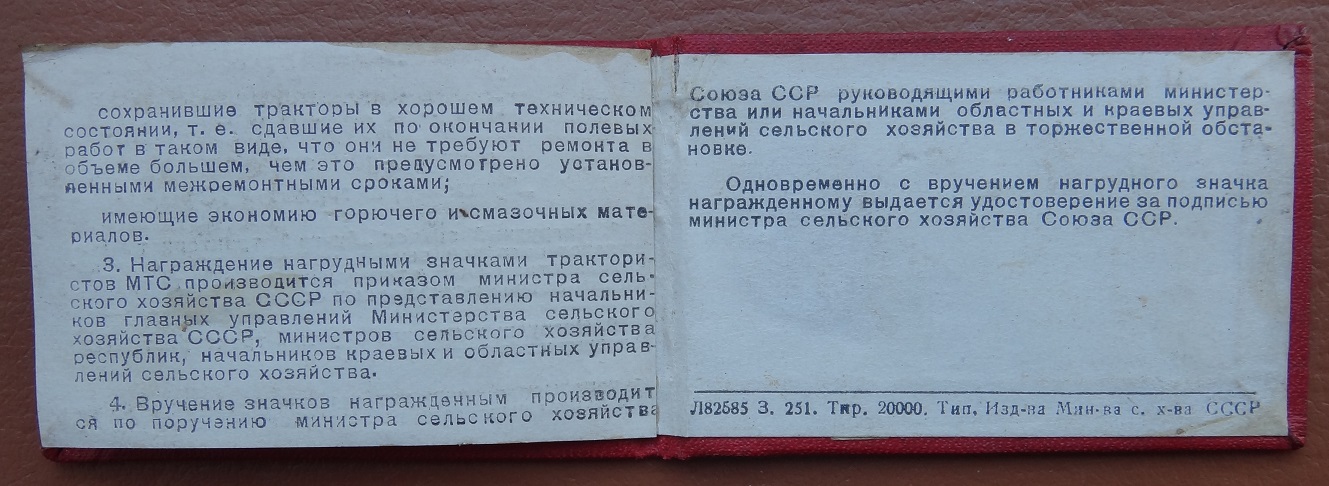 сохранившие тракторы в хорошем техническом
состоянии, т. е. сдавшие их по окончании полевых
работ в таком виде, что они не требуют ремонта в
объеме большем, чем это предусмотрено установ-
ленными межремонтными сроками;
имеющие экономию горючего и смазочных мате-
риалов.
3. Награждение нагрудными значками трактори-
стов МТС производится приказом министра сель-
ского хозяйства СССР по представлению начальни-
ков главных управлений Министерства сельского
хозяйства СССР, министров сельского хозяйства
республик, начальников краевых и областных управ-
лений сельского хозяйства.
4. Вручение значков награжденным производит
ся по поручению министра сельского хозяйства
Союза ССР руководящими работниками министер-
ства или начальниками областных и краевых управ-
лений сельского хозяйства в торжественной обста-
новке.
Одновременно с вручением нагрудного значка
награжденному выдается удостоверение за подписью
министра сельского хозяйства Союза ССР.
Л82585 З. 251. Тир. 20000. Тип. Изд-ва Мин-ва с. х-ва СССР